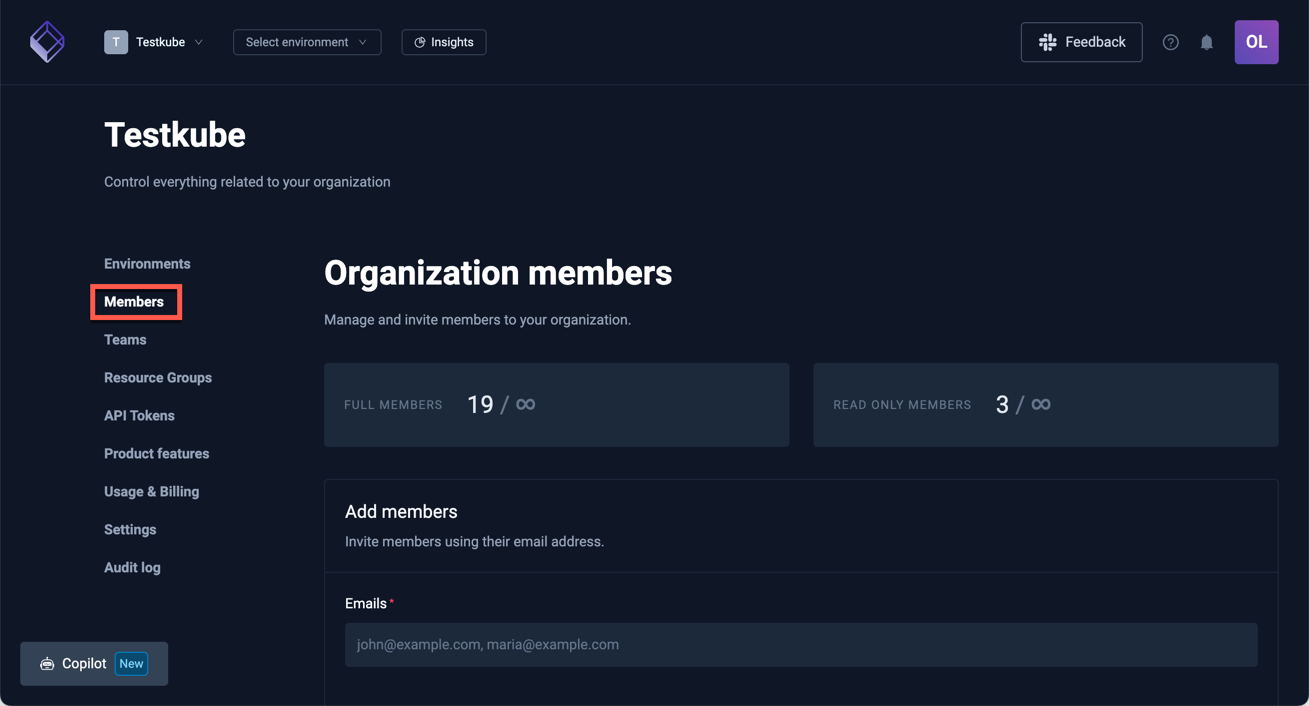 T Testkube Select environment Insights Feedback ? OL
Testkube
Control everything related to your organization
Environments
Members
Teams
Resource Groups
API Tokens
Product features
Usage & Billing
Settings
Audit log
Copilot New
Organization members
Manage and invite members to your organization.
FULL MEMBERS 19 / ∞
READ ONLY MEMBERS 3 / ∞
Add members
Invite members using their email address.
Emails*
john@example.com, maria@example.com